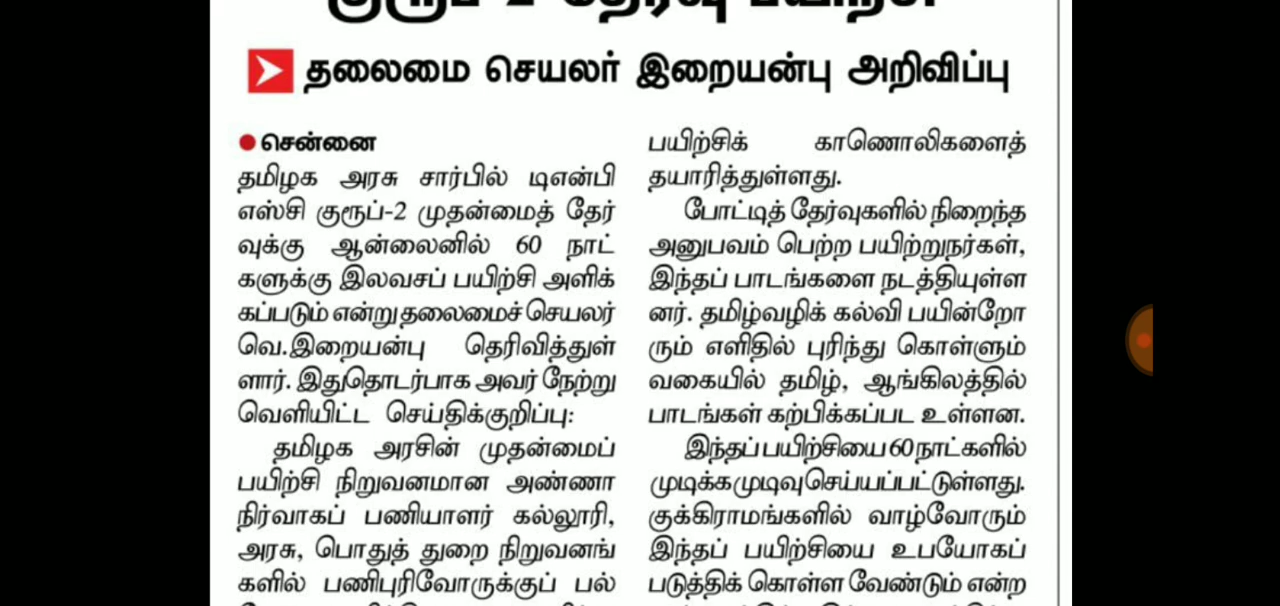 குரூப் 2 தேர்வு பயிற்சி
தலைமை செயலர் இறையன்பு அறிவிப்பு
சென்னை
தமிழக அரசு சார்பில் டிஎன்பி
எஸ்சி குரூப்-2 முதன்மைத் தேர்
வுக்கு ஆன்லைனில் 60 நாட்
களுக்கு இலவசப் பயிற்சி அளிக்
கப்படும் என்று தலைமைச் செயலர்
வெ.இறையன்பு தெரிவித்துள்
ளார். இதுதொடர்பாக அவர் நேற்று
வெளியிட்ட செய்திக்குறிப்பு:
தமிழக அரசின் முதன்மைப்
பயிற்சி நிறுவனமான அண்ணா
நிர்வாகப் பணியாளர் கல்லூரி,
அரசு, பொதுத் துறை நிறுவனங்
களில் பணிபுரிவோருக்குப் பல்
பயிற்சிக் காணொலிகளைத்
தயாரித்துள்ளது.
போட்டித் தேர்வுகளில் நிறைந்த
அனுபவம் பெற்ற பயிற்றுநர்கள்,
இந்தப் பாடங்களை நடத்தியுள்ள
னர். தமிழ்வழிக் கல்வி பயின்றோ
ரும் எளிதில் புரிந்து கொள்ளும்
வகையில் தமிழ், ஆங்கிலத்தில்
பாடங்கள் கற்பிக்கப்பட உள்ளன.
இந்தப் பயிற்சியை 60 நாட்களில்
முடிக்க முடிவு செய்யப்பட்டுள்ளது.
குக்கிராமங்களில் வாழ்வோரும்
இந்தப் பயிற்சியை உபயோகப்
படுத்திக் கொள்ள வேண்டும் என்ற